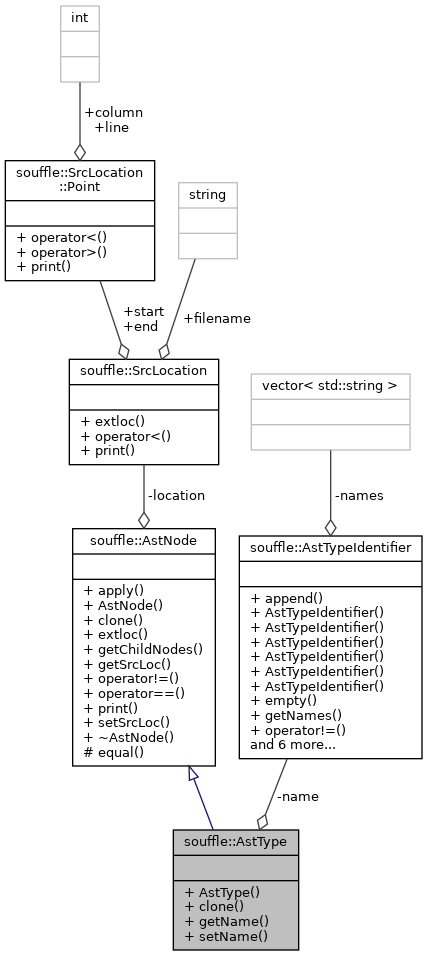 int
+column
+line
souffle::SrcLocation
::Point
+ operator<()
+ operator>()
+ print()
string
+start
+end
+filename
souffle::SrcLocation
+ extloc()
+ operator<()
+ print()
vector< std::string >
-location
-names
souffle::AstNode
+ apply()
+ AstNode()
+ clone()
+ extloc()
+ getChildNodes()
+ getSrcLoc()
+ operator!=()
+ operator==()
+ print()
+ setSrcLoc()
+ ~AstNode()
# equal()
souffle::AstTypeIdentifier
+ append()
+ AstTypeIdentifier()
+ AstTypeIdentifier()
+ AstTypeIdentifier()
+ AstTypeIdentifier()
+ AstTypeIdentifier()
+ AstTypeIdentifier()
+ empty()
+ getNames()
+ operator!=()
and 6 more...
-name
souffle::AstType
+ AstType()
+ clone()
+ getName()
+ setName()